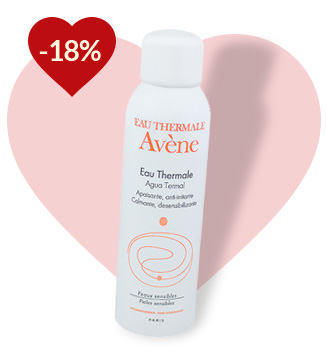 -18%
EAU THERMALE
Avène
Eau Thermale
Agua Termal
Apaisante, anti-irritante
Calmante, desensibilizante
Peaux sensibles
Pieles sensibles
PARIS